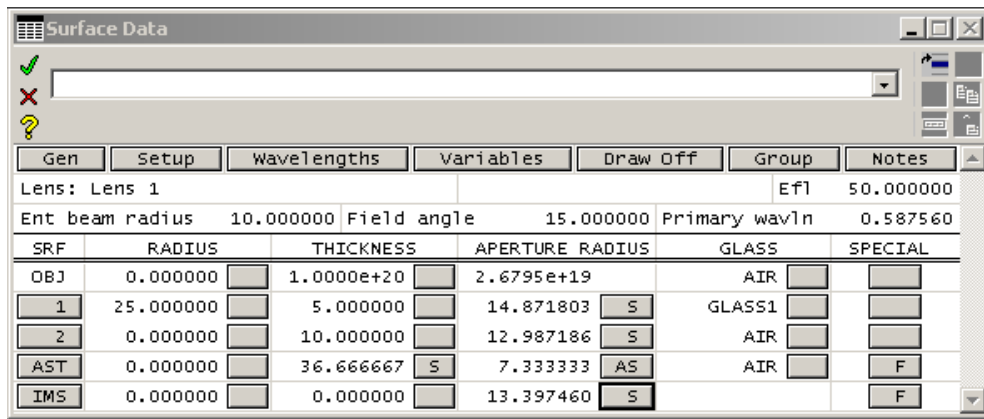 Surface Data
Gen Setup Wavelengths Variables Draw Off Group Notes
Lens: Lens 1 Efl 50.000000
Ent beam radius 10.000000 Field angle 15.000000 Primary wavln 0.587560
SRF RADIUS THICKNESS APERTURE RADIUS GLASS SPECIAL
OBJ 0.000000 1.0000e+20 2.6795e+19 AIR
1 25.000000 5.000000 14.871803 S GLASS1
2 0.000000 10.000000 12.987186 S AIR
AST 0.000000 36.666667 S 7.333333 AS AIR F
IMS 0.000000 0.000000 13.397460 S F